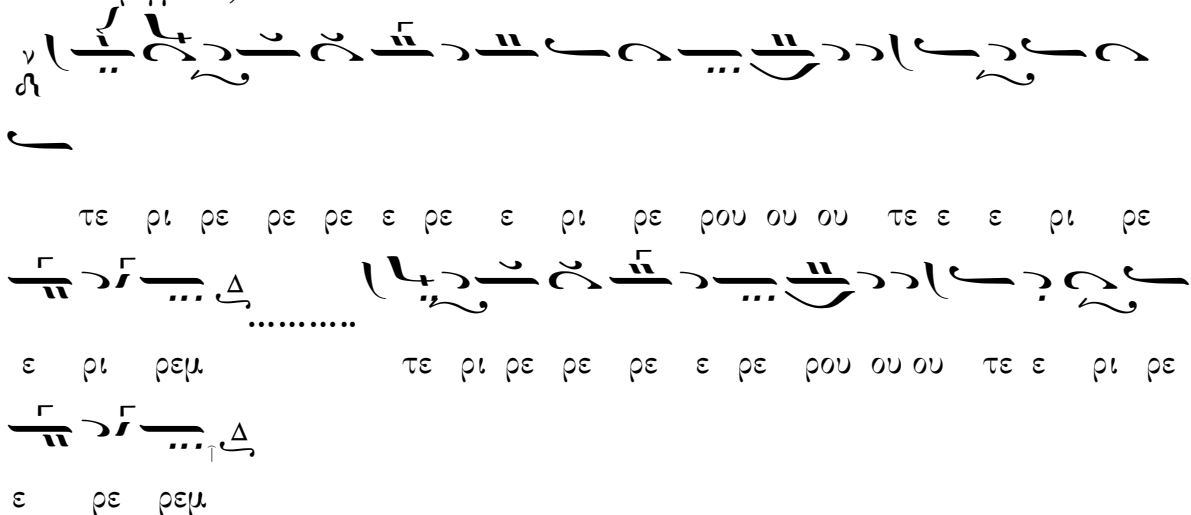 τε ρι ρε ρε ρε ε ρε ε ρι ρε ρου ου ου τε ε ε ρι ρε
Δ
ε ρι ρεμ τε ρι ρε ρε ρε ε ρε ρου ου ου τε ε ρι ρε
Δ
ε ρε ρεμ